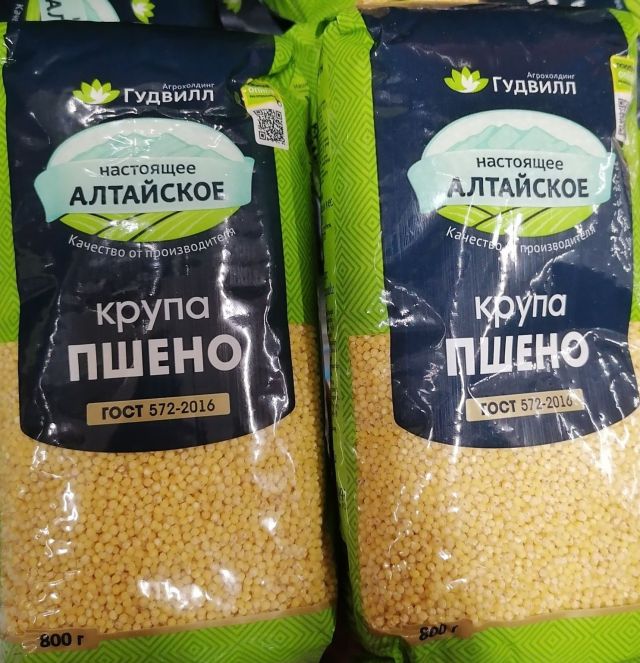 Агрохолдинг
Гудвилл
настоящее
АЛТАЙСКОЕ
Качество от производителя
крупа
ПШЕНО
ГОСТ 572-2016
800 г
Агрохолдинг
Гудвилл
настоящее
АЛТАЙСКОЕ
Качество производителя
крупа
ПШЕНО
ГОСТ 572-2016
800 г